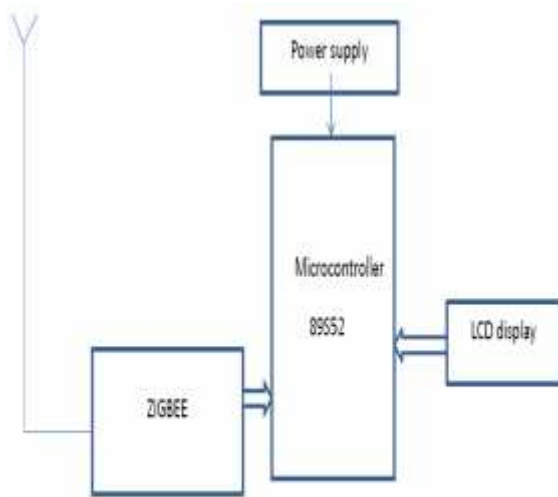 Power supply
Microcontroller
89S52
LCD display
ZIGBEE